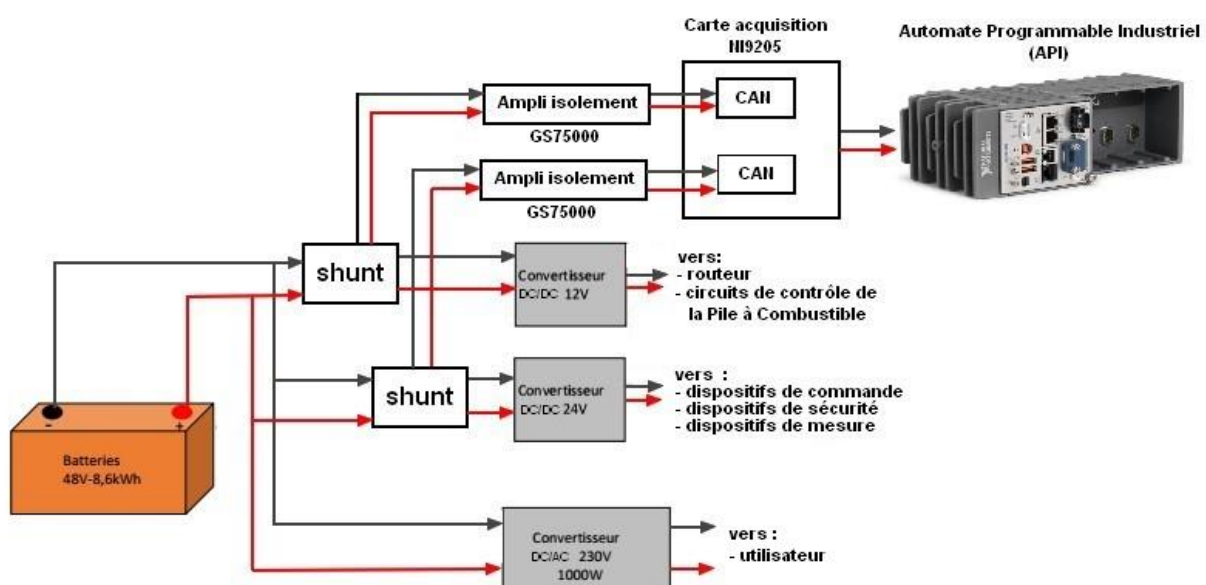 Carte acquisition
NI9205
Automate Programmable Industriel
(API)
Ampli isolement
GS75000
CAN
Ampli isolement
GS75000
CAN
shunt
Convertisseur
DC/DC 12V
vers:
- routeur
- circuits de contrôle de
la Pile à Combustible
shunt
Convertisseur
DC/DC 24V
vers :
- dispositifs de commande
- dispositifs de sécurité
- dispositifs de mesure
-
+
Batteries
48V-8,6kWh
Convertisseur
DC/AC 230V
1000W
vers :
- utilisateur